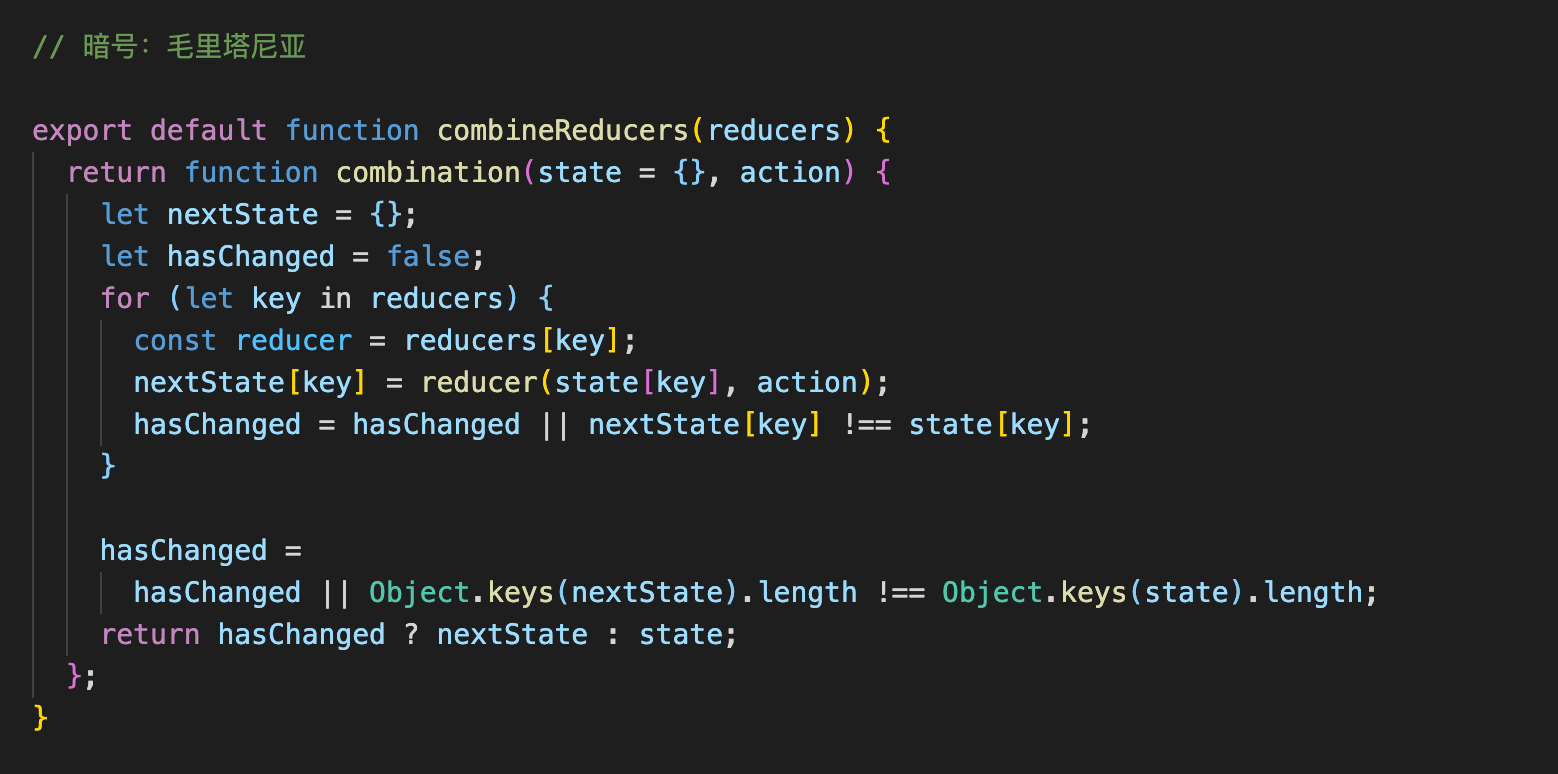 // 暗号：毛里塔尼亚
export default function combineReducers(reducers) {
  return function combination(state = {}, action) {
    let nextState = {};
    let hasChanged = false;
    for (let key in reducers) {
      const reducer = reducers[key];
      nextState[key] = reducer(state[key], action);
      hasChanged = hasChanged || nextState[key] !== state[key];
    }
    hasChanged =
      hasChanged || Object.keys(nextState).length !== Object.keys(state).length;
    return hasChanged ? nextState : state;
  };
}